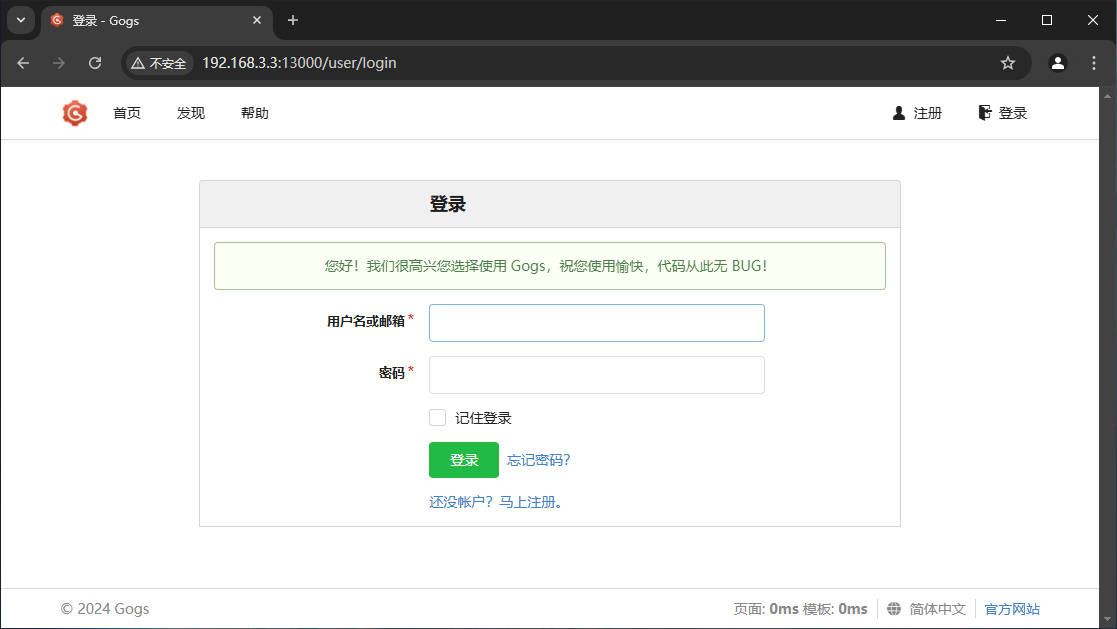 登录 - Gogs
不安全 192.168.3.3:13000/user/login
首页 发现 帮助 注册 登录
登录
您好！我们很高兴您选择使用 Gogs，祝您使用愉快，代码从此无 BUG！
用户名或邮箱*
密码*
记住登录
登录 忘记密码？
还没帐户？马上注册。
© 2024 Gogs 页面: 0ms 模板: 0ms 简体中文 官方网站